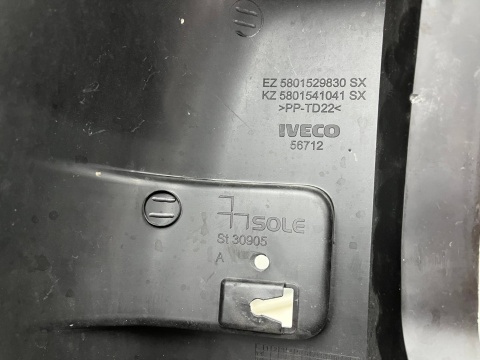 EZ 5801529830 SX
KZ 5801541041 SX
>PP-TD22<
IVECO
56712
SOLE
St 30905
A